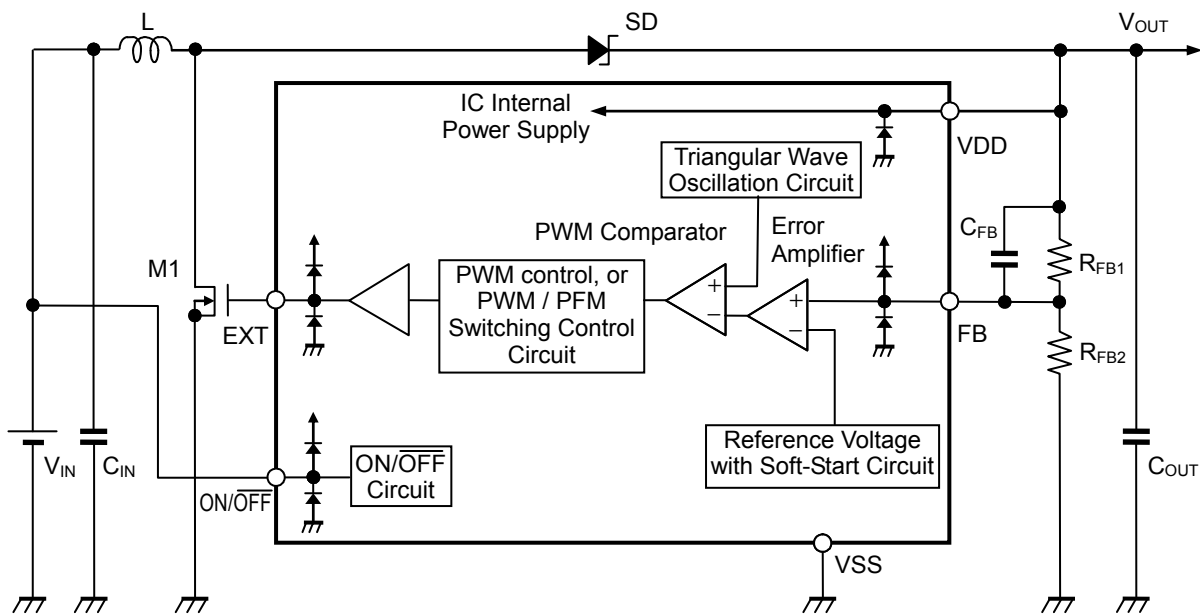 L
SD
VOUT
IC Internal
Power Supply
VDD
Triangular Wave
Oscillation Circuit
PWM Comparator
Error
Amplifier
CFB
RFB1
M1
PWM control, or
PWM / PFM
Switching Control
Circuit
+
−
+
−
EXT
FB
RFB2
VIN
CIN
ON/OFF
ON/OFF
Circuit
Reference Voltage
with Soft-Start Circuit
COUT
VSS